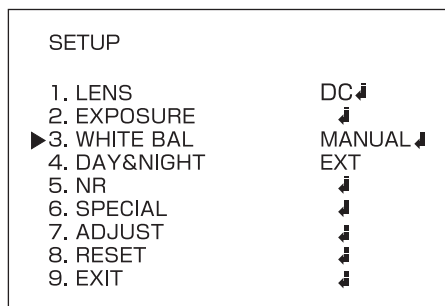 SETUP
1. LENS DC↲
2. EXPOSURE ↲
▶3. WHITE BAL MANUAL↲
4. DAY&NIGHT EXT
5. NR ↲
6. SPECIAL ↲
7. ADJUST ↲
8. RESET ↲
9. EXIT ↲